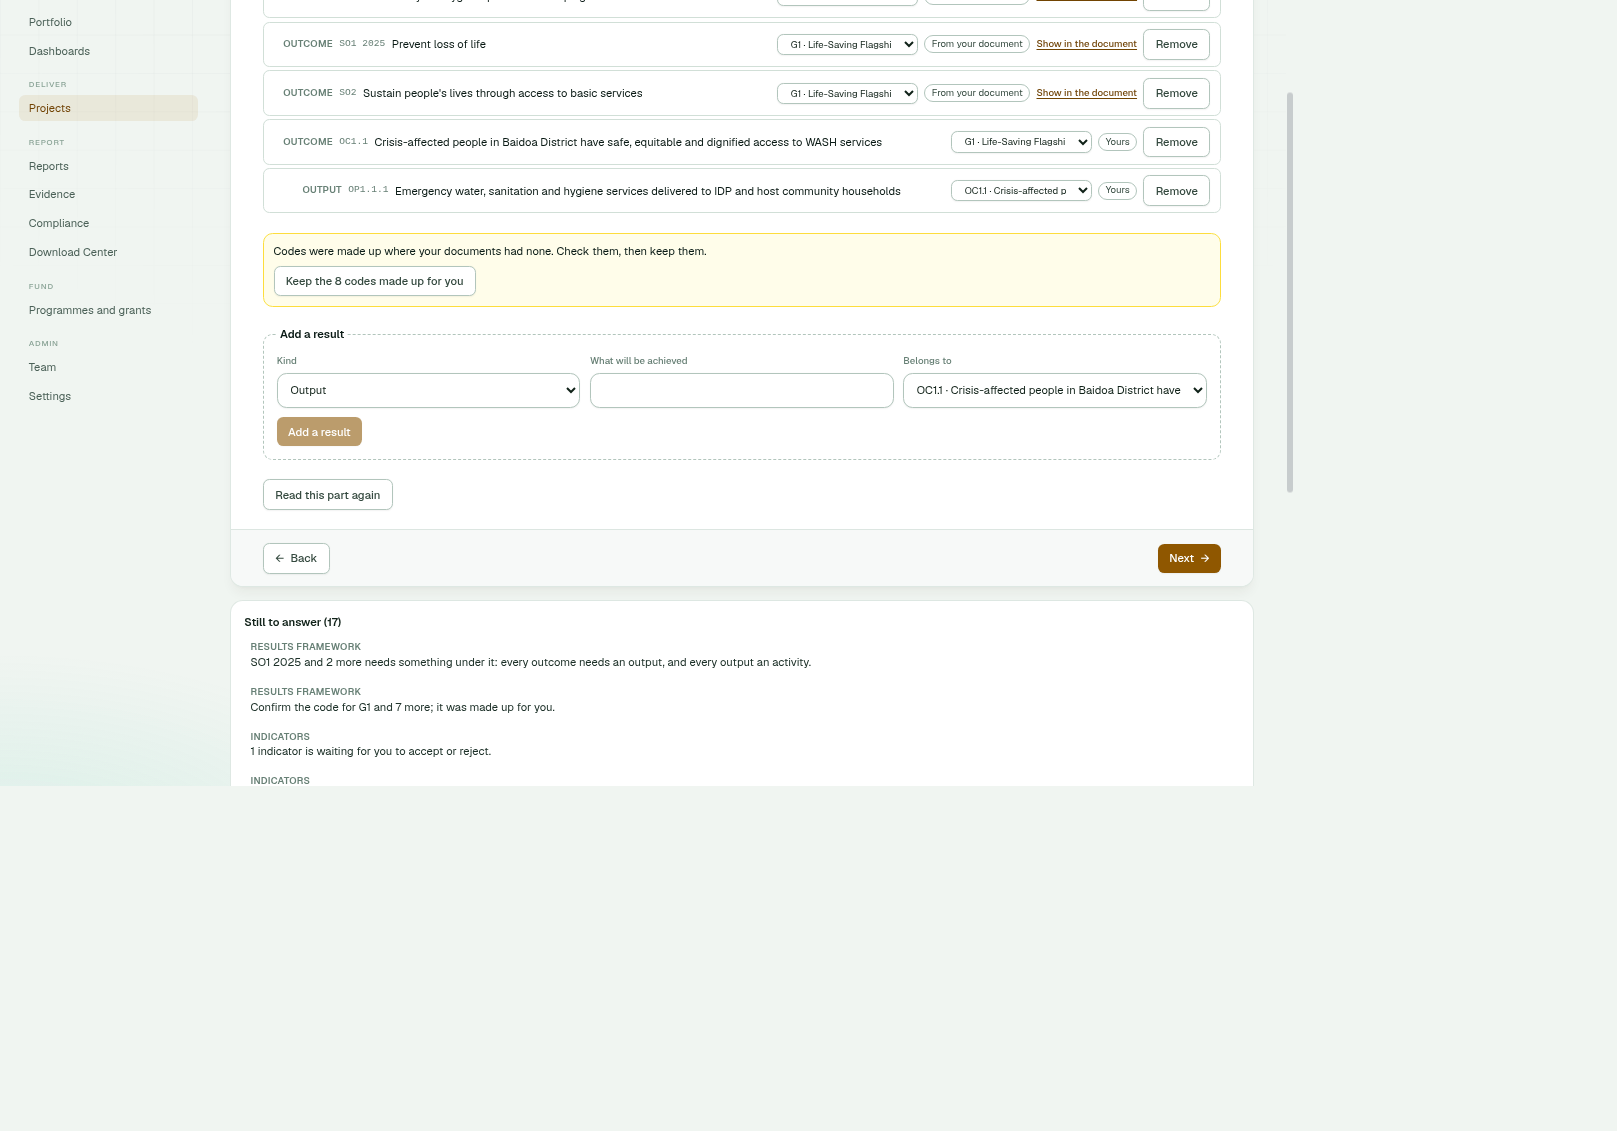 Portfolio
Dashboards
DELIVER
Projects
REPORT
Reports
Evidence
Compliance
Download Center
FUND
Programmes and grants
ADMIN
Team
Settings
OUTCOME SO1 2025 Prevent loss of life G1 · Life-Saving Flagshi From your document Show in the document Remove
OUTCOME SO2 Sustain people's lives through access to basic services G1 · Life-Saving Flagshi From your document Show in the document Remove
OUTCOME OC1.1 Crisis-affected people in Baidoa District have safe, equitable and dignified access to WASH services G1 · Life-Saving Flagshi Yours Remove
OUTPUT OP1.1.1 Emergency water, sanitation and hygiene services delivered to IDP and host community households OC1.1 · Crisis-affected p Yours Remove
Codes were made up where your documents had none. Check them, then keep them.
Keep the 8 codes made up for you
Add a result
Kind What will be achieved Belongs to
Output OC1.1 · Crisis-affected people in Baidoa District have
Add a result
Read this part again
← Back Next →
Still to answer (17)
RESULTS FRAMEWORK
SO1 2025 and 2 more needs something under it: every outcome needs an output, and every output an activity.
RESULTS FRAMEWORK
Confirm the code for G1 and 7 more; it was made up for you.
INDICATORS
1 indicator is waiting for you to accept or reject.
INDICATORS